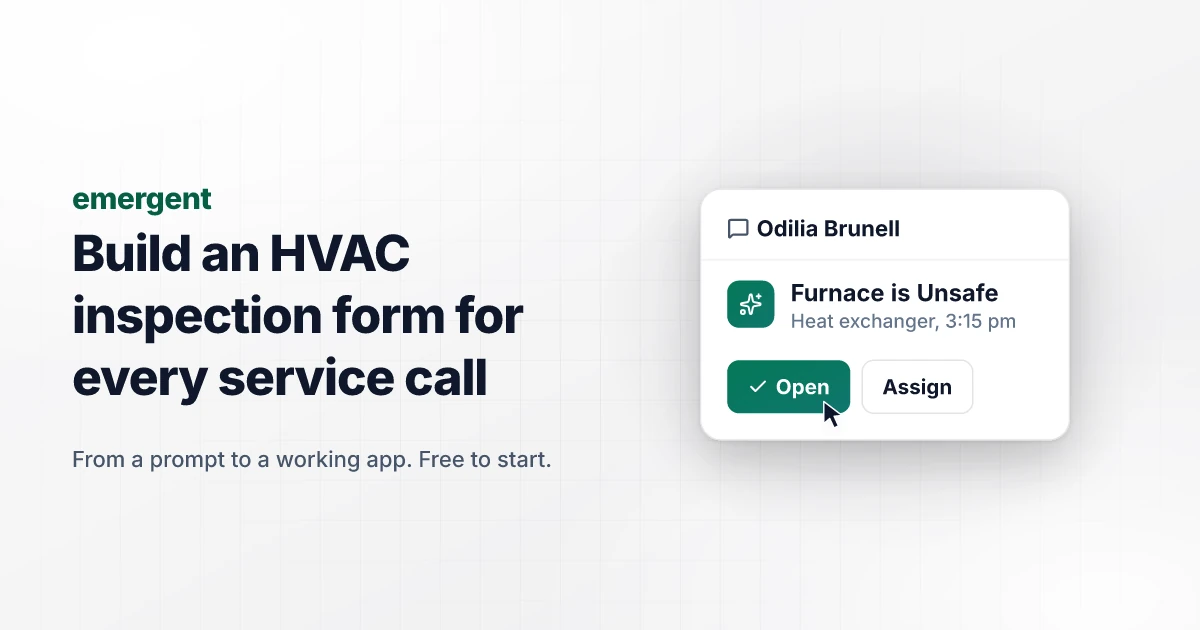 emergent
Build an HVAC
inspection form for
every service call
From a prompt to a working app. Free to start.
Odilia Brunell
Furnace is Unsafe
Heat exchanger, 3:15 pm
Open
Assign